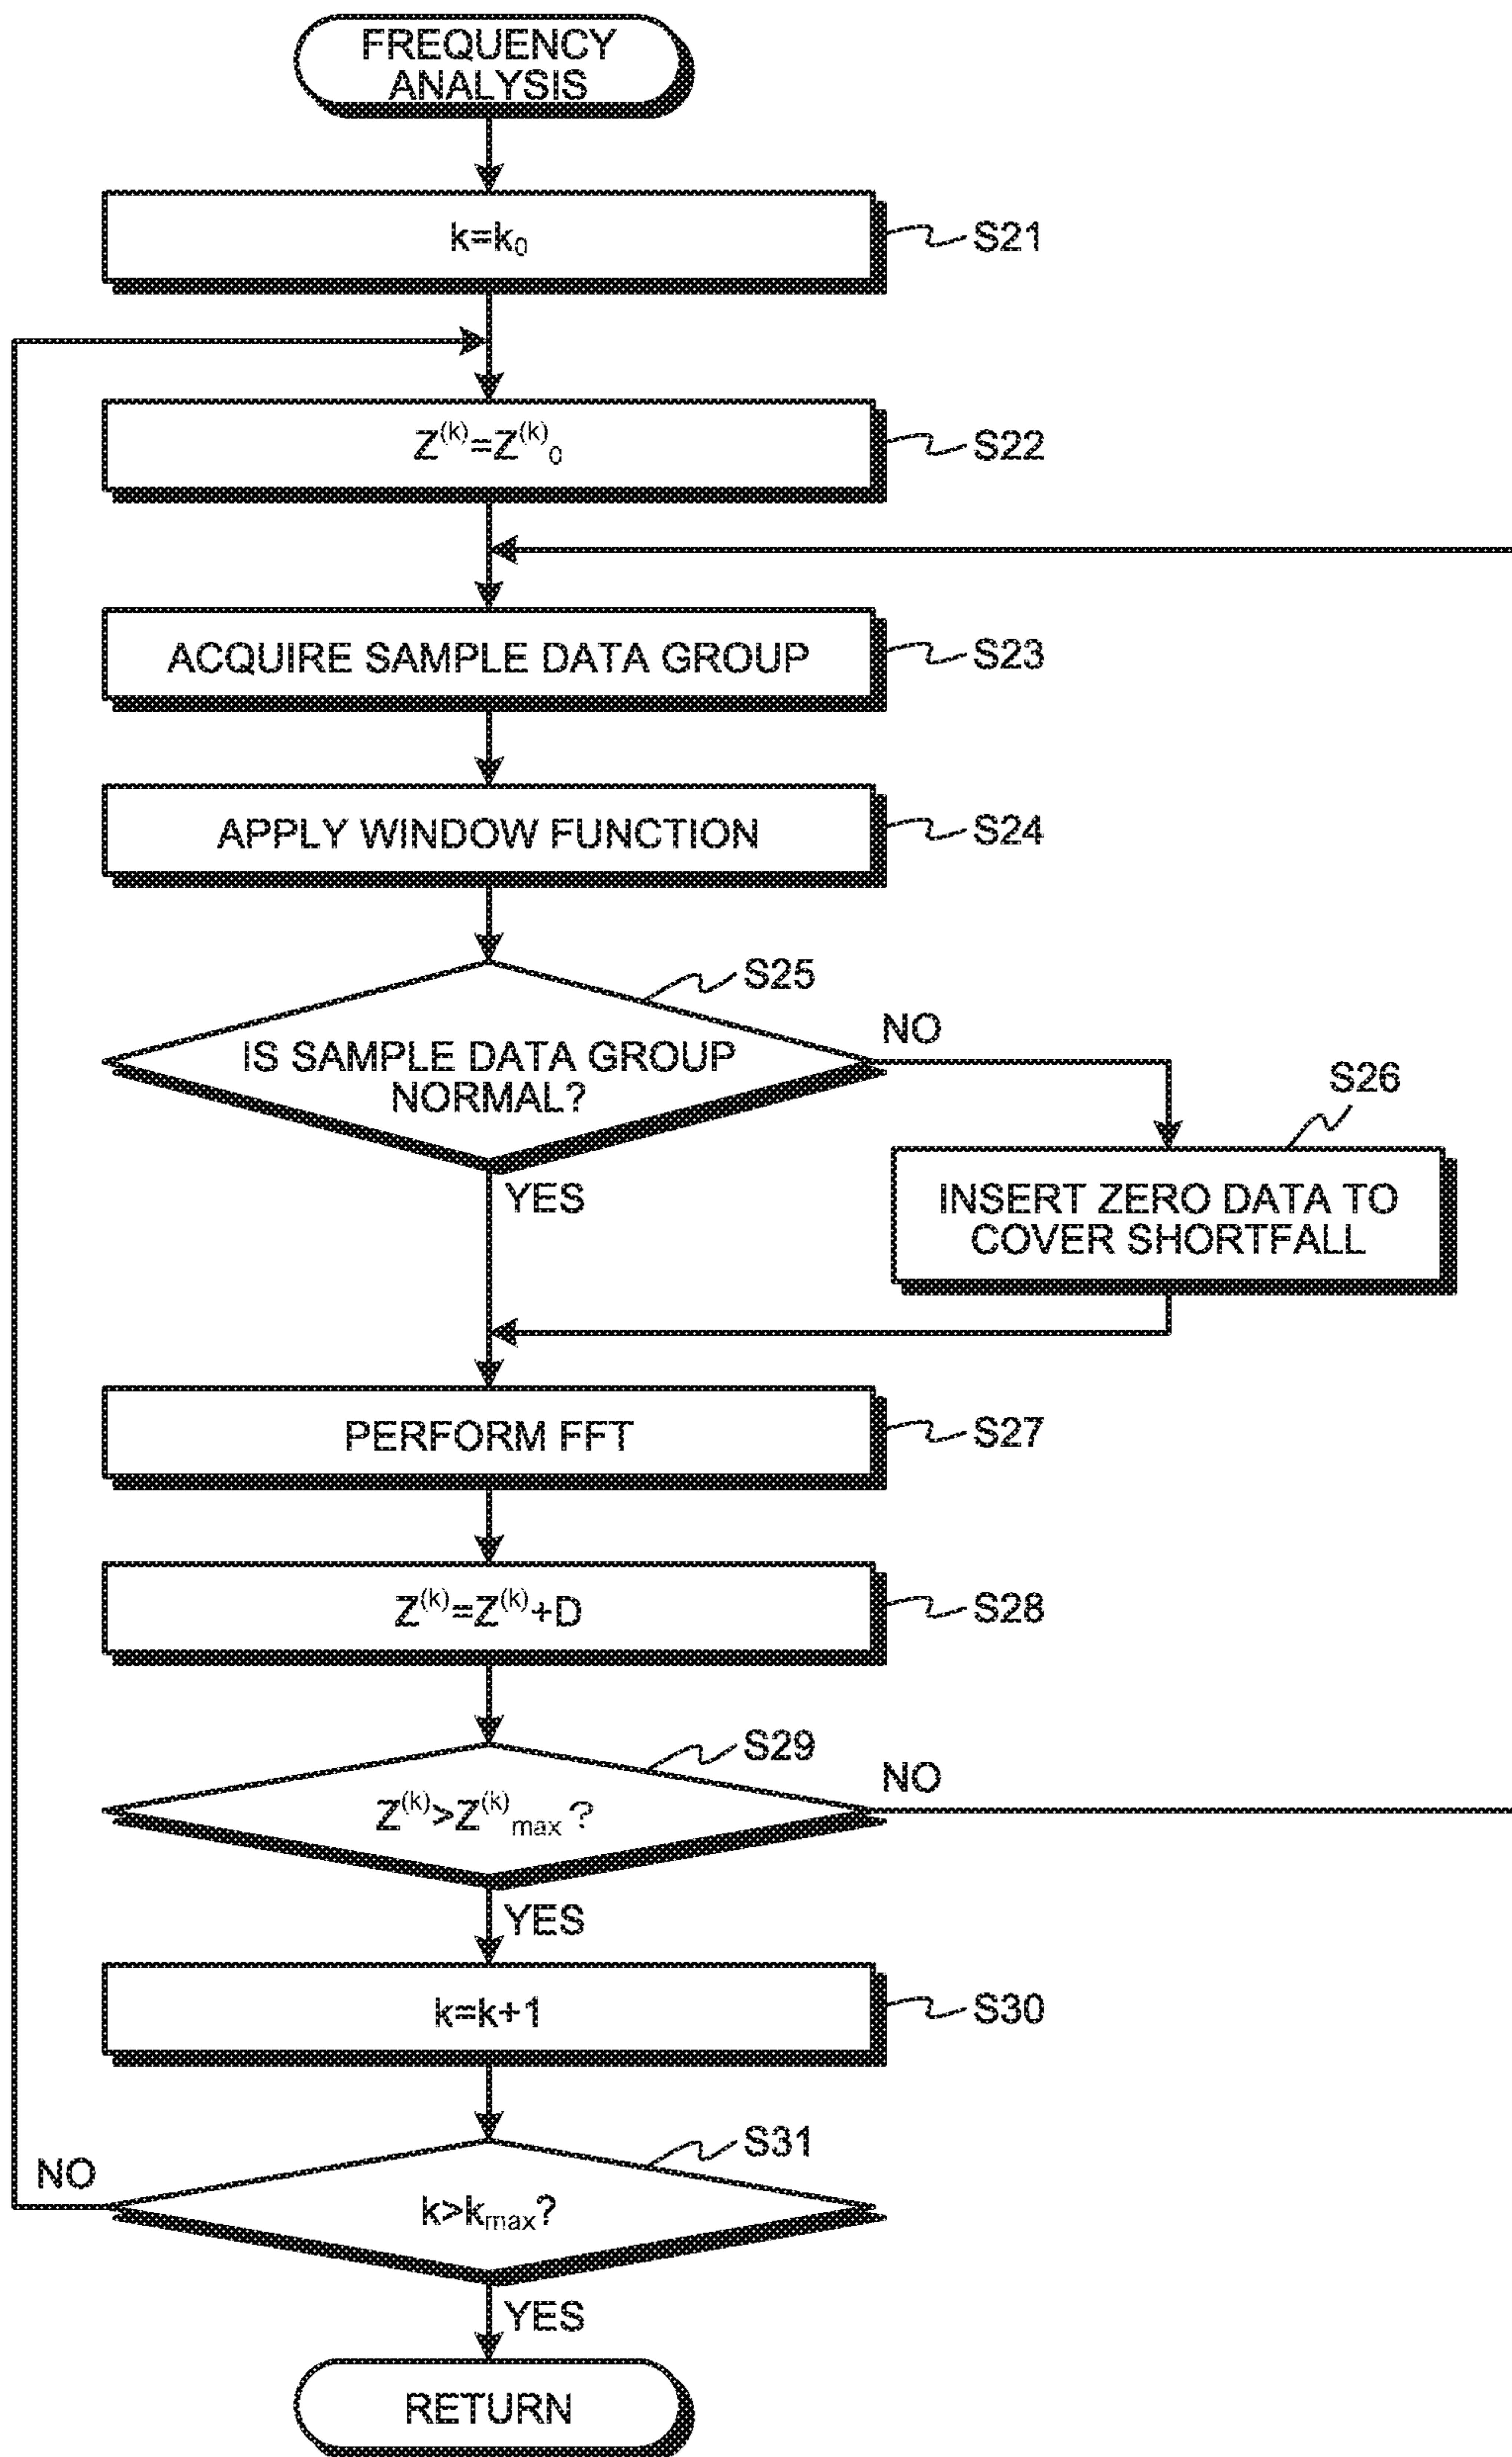 FREQUENCY
ANALYSIS
k=k₀
S21
Z⁽ᵏ⁾=Z⁽ᵏ⁾₀
S22
ACQUIRE SAMPLE DATA GROUP
S23
APPLY WINDOW FUNCTION
S24
S25
IS SAMPLE DATA GROUP
NORMAL?
NO
YES
S26
INSERT ZERO DATA TO
COVER SHORTFALL
PERFORM FFT
S27
Z⁽ᵏ⁾=Z⁽ᵏ⁾+D
S28
S29
Z⁽ᵏ⁾>Z⁽ᵏ⁾max ?
NO
YES
k=k+1
S30
S31
NO
k>kmax?
YES
RETURN